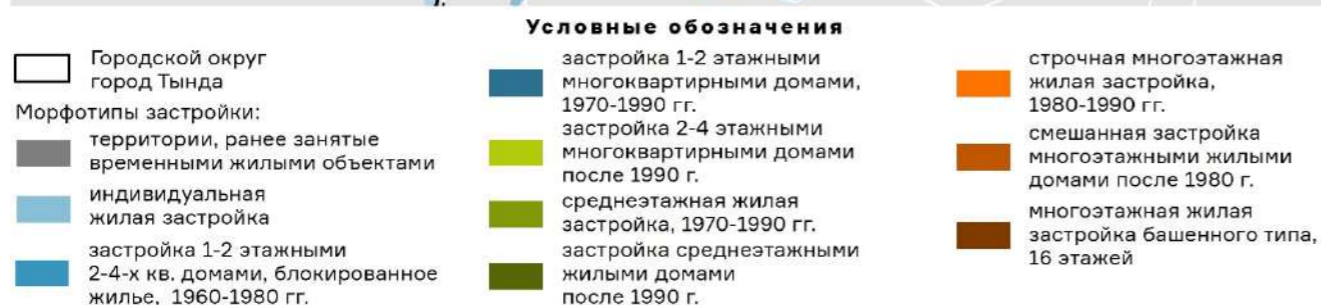 Условные обозначения
Городской округ
город Тында
Морфотипы застройки:
территории, ранее занятые
временными жилыми объектами
индивидуальная
жилая застройка
застройка 1-2 этажными
2-4-х кв. домами, блокированное
жилье, 1960-1980 гг.
застройка 1-2 этажными
многоквартирными домами,
1970-1990 гг.
застройка 2-4 этажными
многоквартирными домами
после 1990 г.
среднеэтажная жилая
застройка, 1970-1990 гг.
застройка среднеэтажными
жилыми домами
после 1990 г.
строчная многоэтажная
жилая застройка,
1980-1990 гг.
смешанная застройка
многоэтажными жилыми
домами после 1980 г.
многоэтажная жилая
застройка башенного типа,
16 этажей